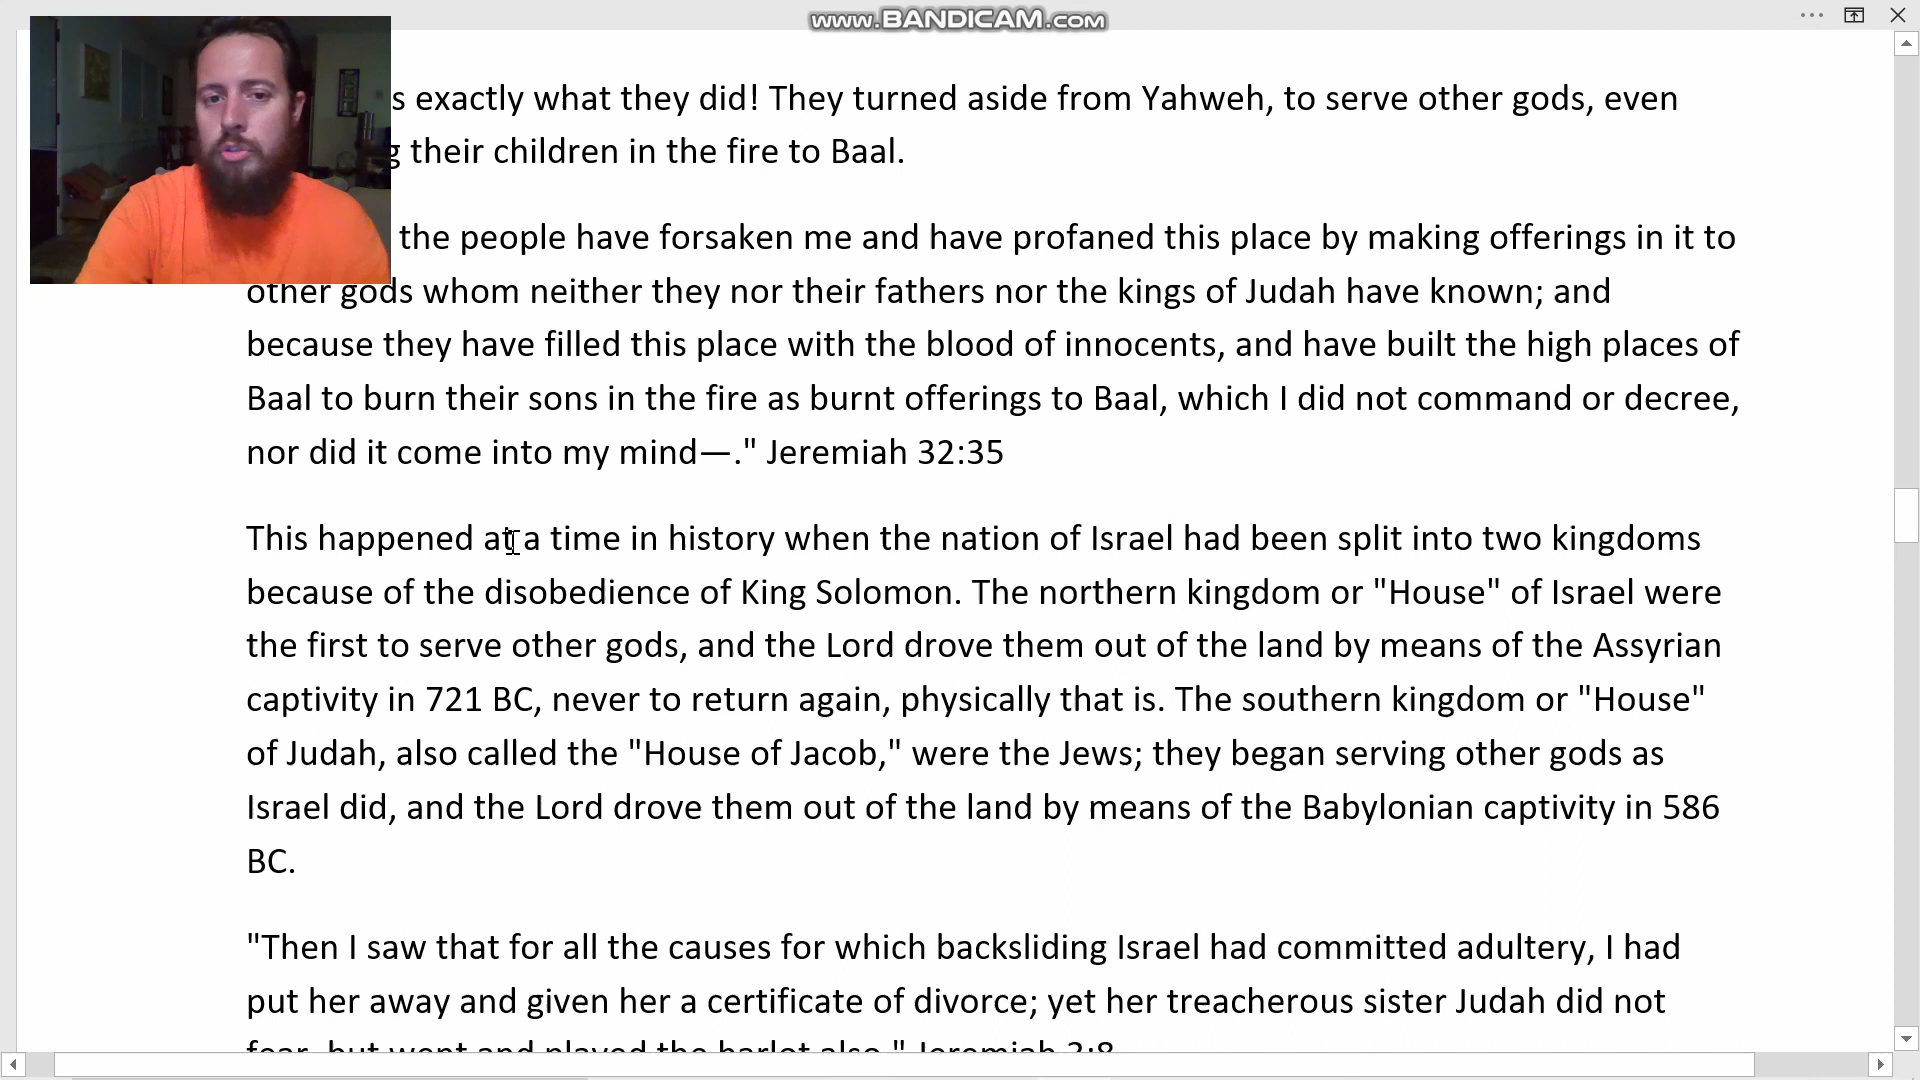 www.BANDICAM.com
s exactly what they did! They turned aside from Yahweh, to serve other gods, even
g their children in the fire to Baal.
the people have forsaken me and have profaned this place by making offerings in it to
other gods whom neither they nor their fathers nor the kings of Judah have known; and
because they have filled this place with the blood of innocents, and have built the high places of
Baal to burn their sons in the fire as burnt offerings to Baal, which I did not command or decree,
nor did it come into my mind—." Jeremiah 32:35
This happened at a time in history when the nation of Israel had been split into two kingdoms
because of the disobedience of King Solomon. The northern kingdom or "House" of Israel were
the first to serve other gods, and the Lord drove them out of the land by means of the Assyrian
captivity in 721 BC, never to return again, physically that is. The southern kingdom or "House"
of Judah, also called the "House of Jacob," were the Jews; they began serving other gods as
Israel did, and the Lord drove them out of the land by means of the Babylonian captivity in 586
BC.
"Then I saw that for all the causes for which backsliding Israel had committed adultery, I had
put her away and given her a certificate of divorce; yet her treacherous sister Judah did not
fear, but went and played the harlot also." Jeremiah 3:8